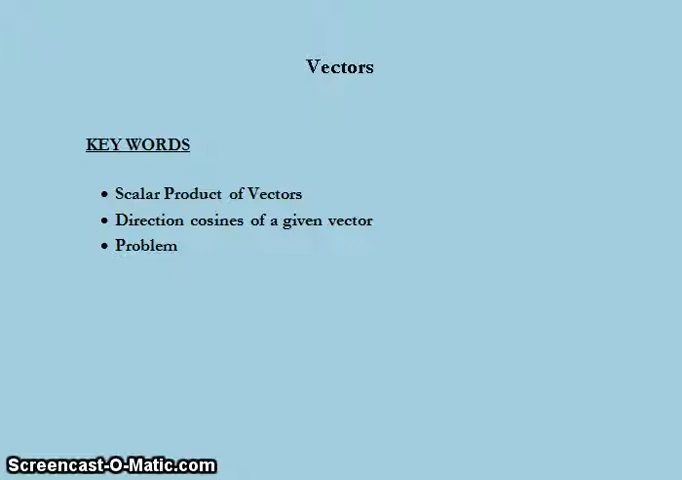 Vectors
KEY WORDS
• Scalar Product of Vectors
• Direction cosines of a given vector
• Problem
Screencast-O-Matic.com